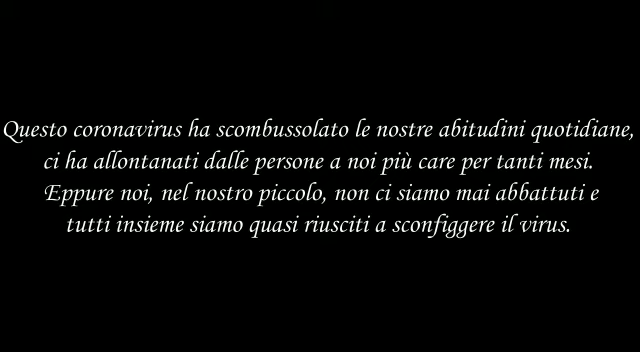 Questo coronavirus ha scombussolato le nostre abitudini quotidiane,
ci ha allontanati dalle persone a noi più care per tanti mesi.
Eppure noi, nel nostro piccolo, non ci siamo mai abbattuti e
tutti insieme siamo quasi riusciti a sconfiggere il virus.